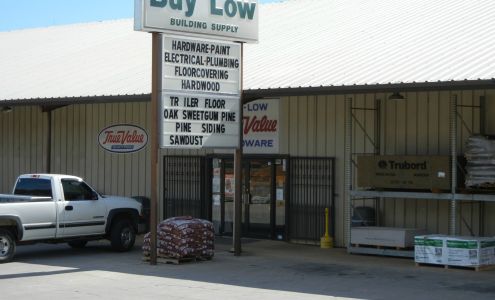 Buy Low
BUILDING SUPPLY
HARDWARE-PAINT
ELECTRICAL-PLUMBING
FLOORCOVERING
HARDWOOD
TR ILER FLOOR
OAK SWEETGUM PINE
PINE SIDING
SAWDUST
-LOW
Value
DWARE
True Value
Trubord